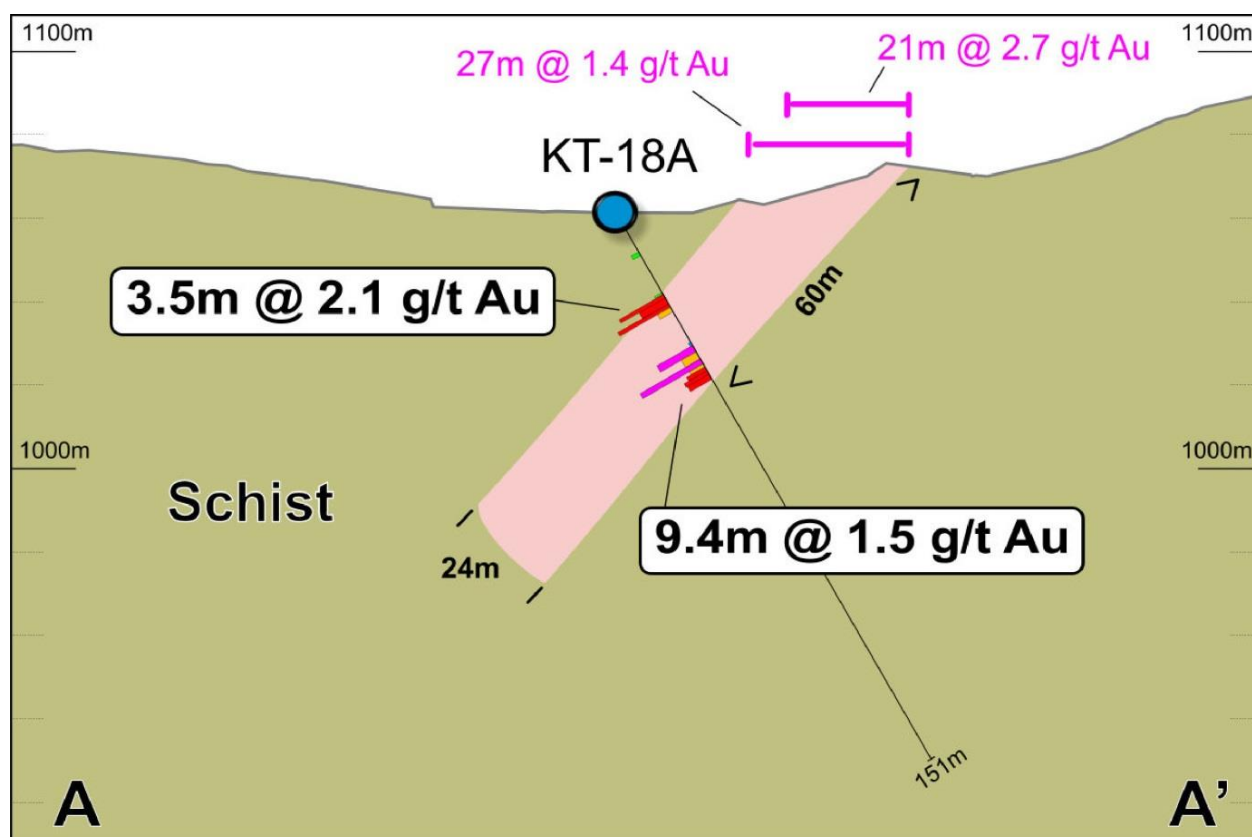 1100m
1100m
21m @ 2.7 g/t Au
27m @ 1.4 g/t Au
KT-18A
3.5m @ 2.1 g/t Au
60m
1000m
1000m
Schist
9.4m @ 1.5 g/t Au
24m
151m
A
A’